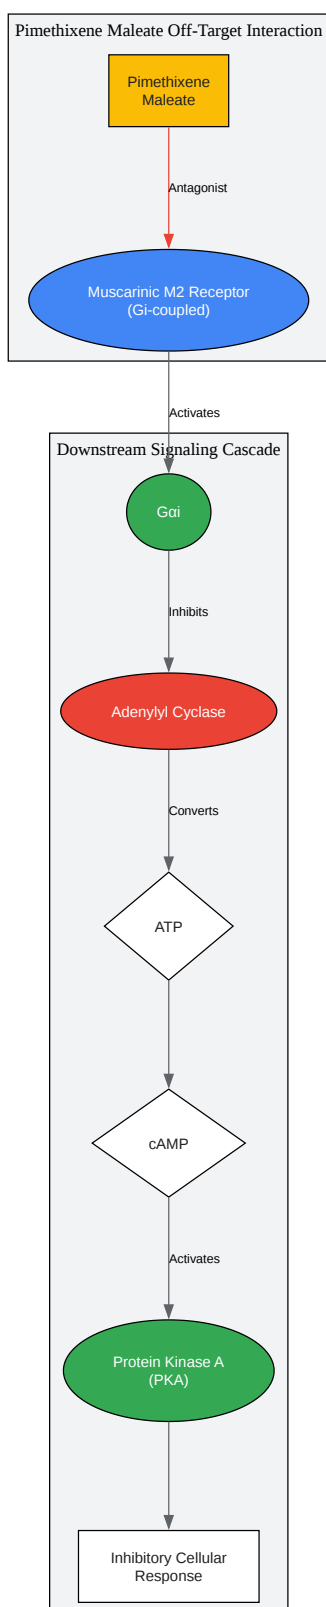 Pimethixene Maleate Off-Target Interaction
Pimethixene
Maleate
Antagonist
Muscarinic M2 Receptor
(Gi-coupled)
Activates
Downstream Signaling Cascade
Gαi
Inhibits
Adenylyl Cyclase
Converts
ATP
cAMP
Activates
Protein Kinase A
(PKA)
Inhibitory Cellular
Response